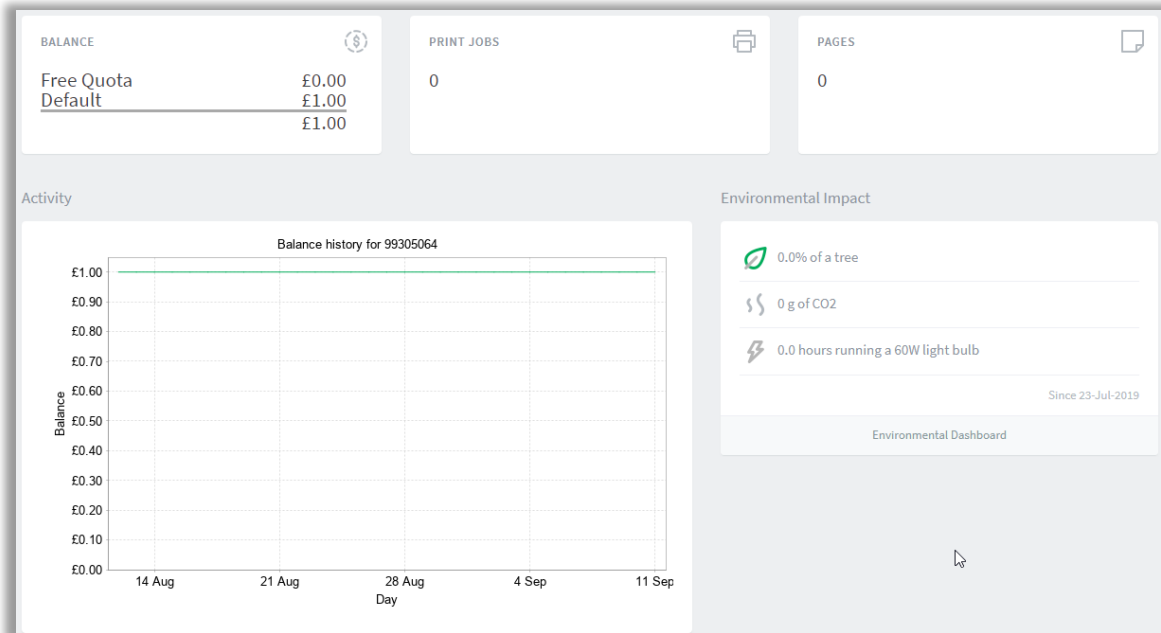 BALANCE
Free Quota £0.00
Default £1.00
£1.00
PRINT JOBS
0
PAGES
0
Activity
Balance history for 99305064
£1.00
£0.90
£0.80
£0.70
£0.60
£0.50
£0.40
£0.30
£0.20
£0.10
£0.00
Balance
14 Aug 21 Aug 28 Aug 4 Sep 11 Sep
Day
Environmental Impact
0.0% of a tree
0 g of CO2
0.0 hours running a 60W light bulb
Since 23-Jul-2019
Environmental Dashboard